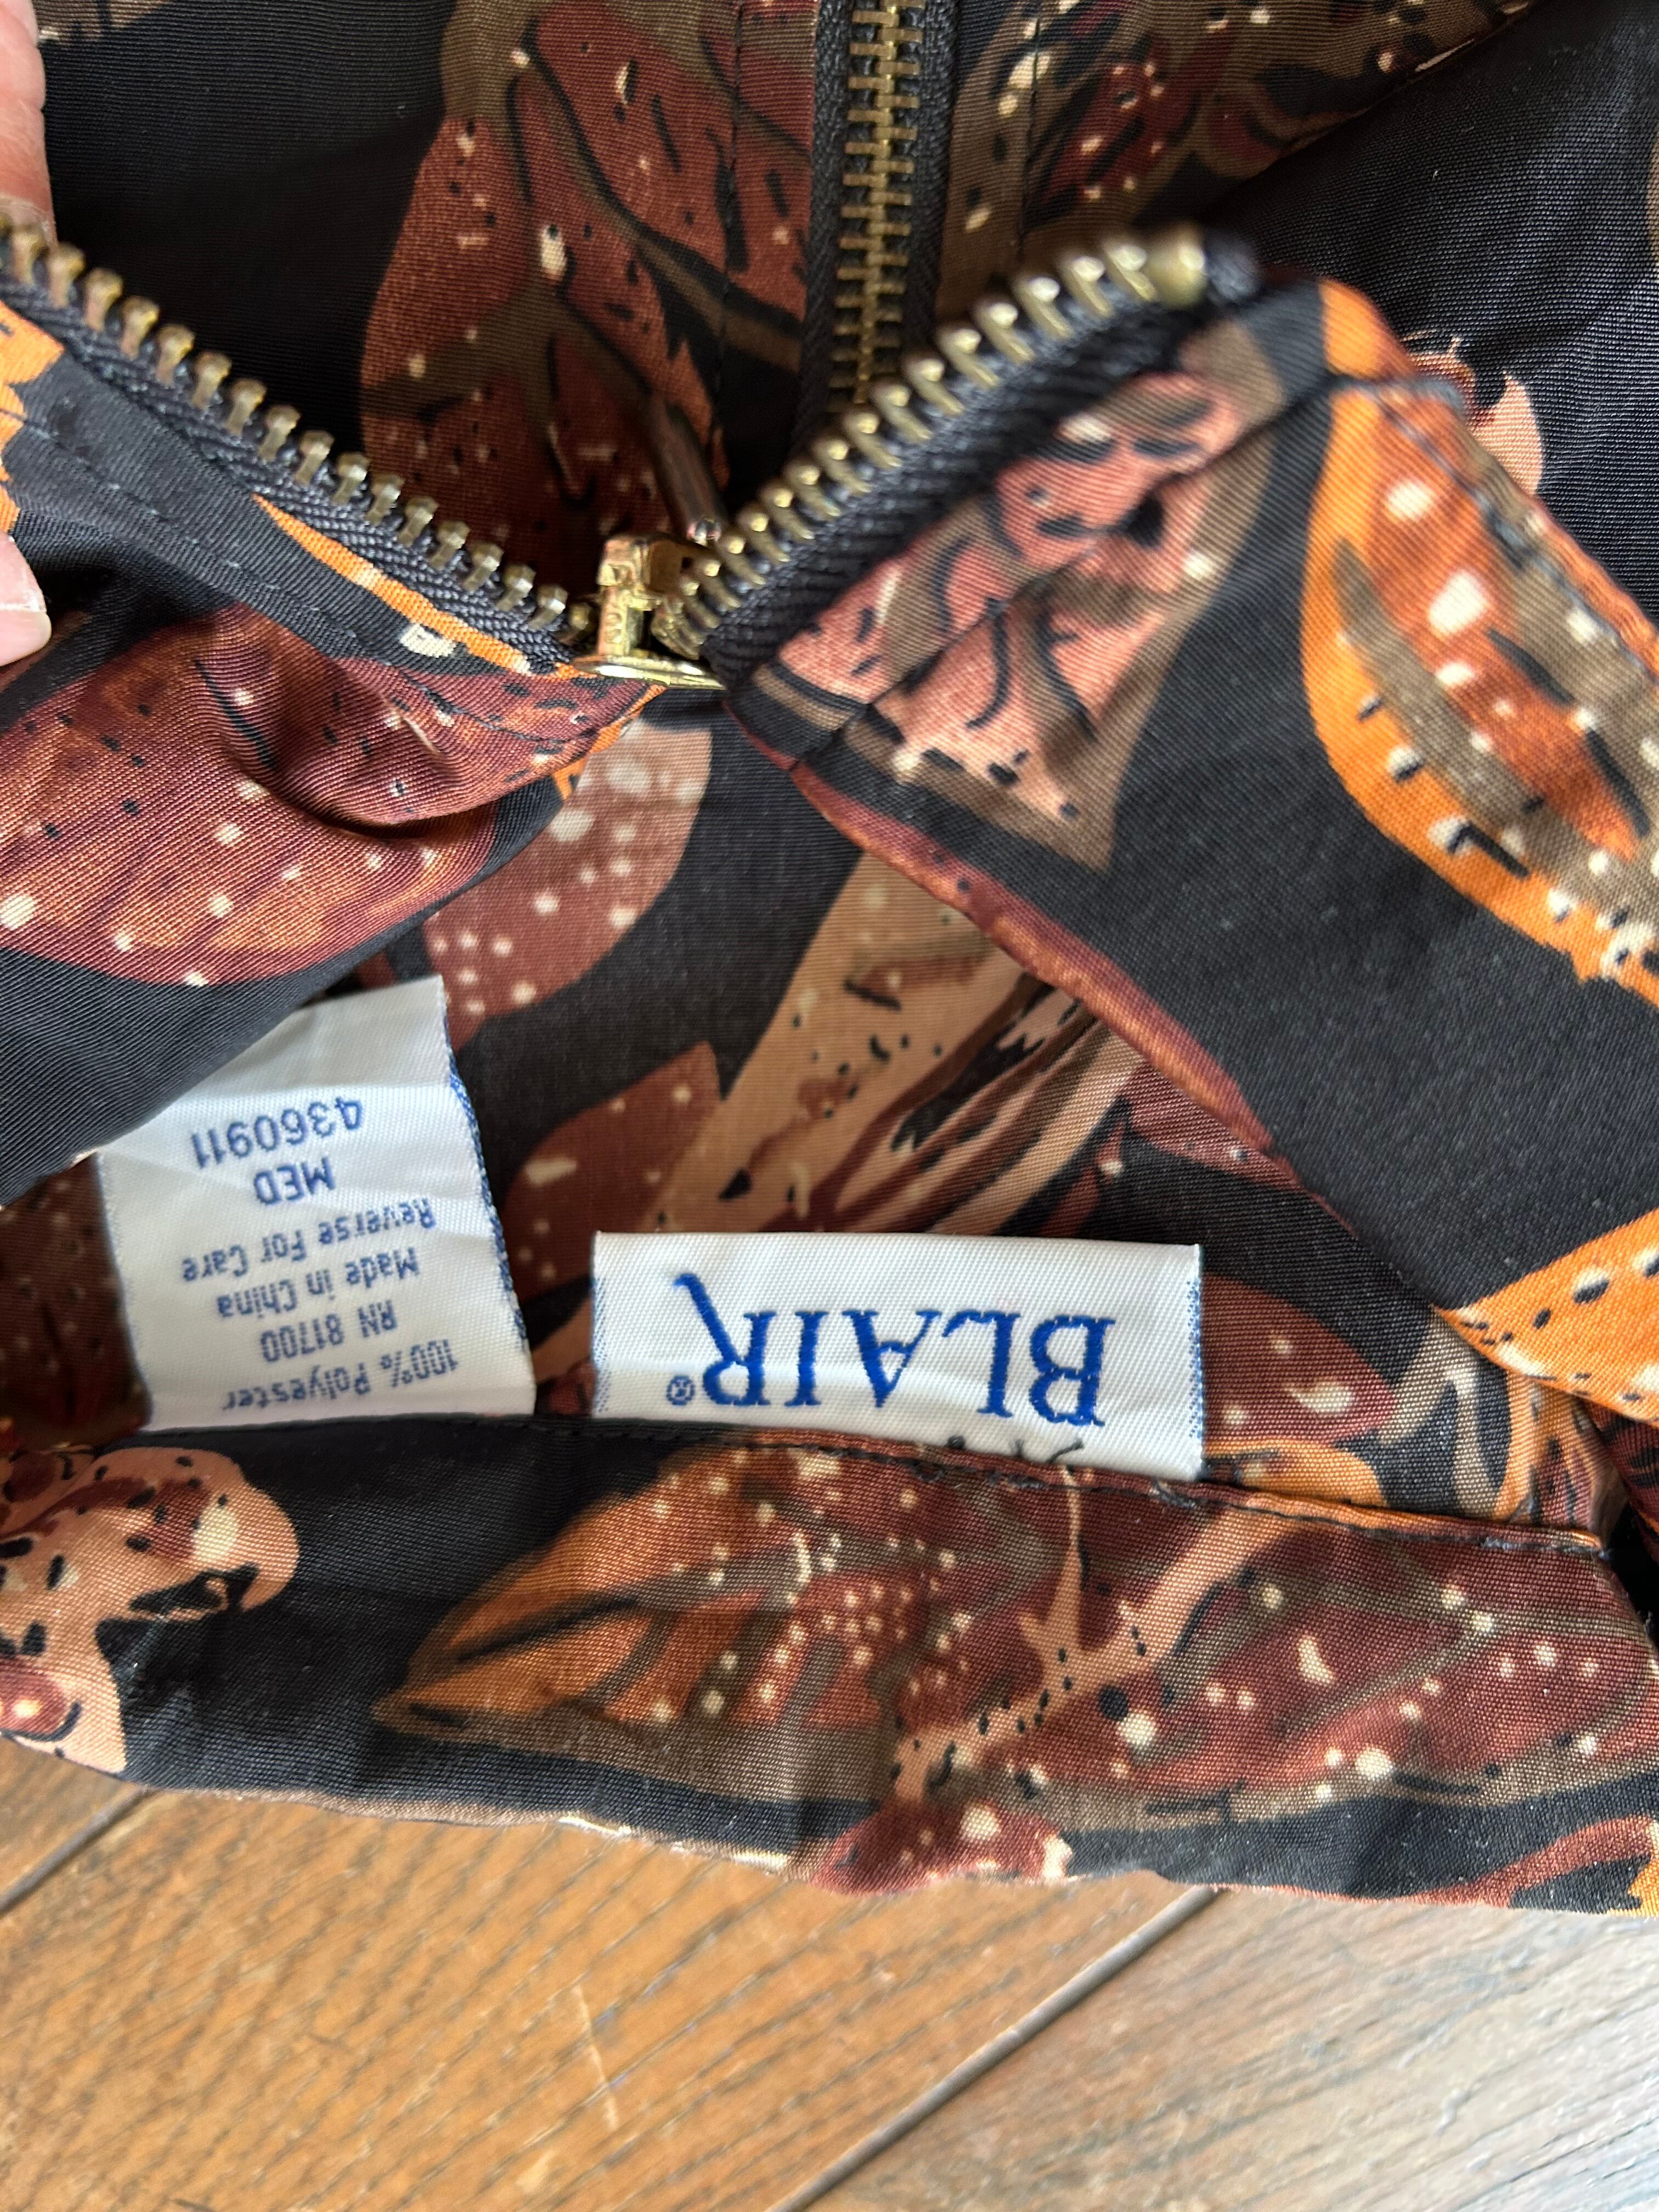 BLAIR®
100% Polyester
RN 81700
Made in China
Reverse For Care
MED
4360911